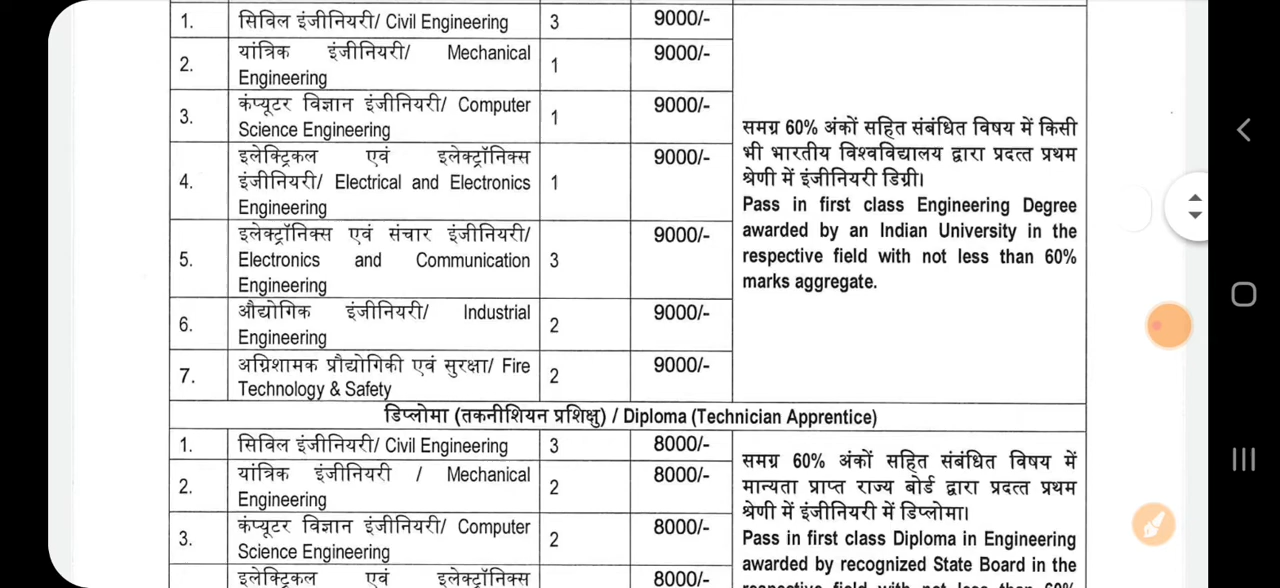 1. सिविल इंजीनियरी/ Civil Engineering 3 9000/-
2. यांत्रिक इंजीनियरी/ Mechanical Engineering 1 9000/-
3. कंप्यूटर विज्ञान इंजीनियरी/ Computer Science Engineering 1 9000/-
4. इलेक्ट्रिकल एवं इलेक्ट्रॉनिक्स इंजीनियरी/ Electrical and Electronics Engineering 1 9000/-
5. इलेक्ट्रॉनिक्स एवं संचार इंजीनियरी/ Electronics and Communication Engineering 3 9000/-
6. औद्योगिक इंजीनियरी/ Industrial Engineering 2 9000/-
7. अग्निशामक प्रौद्योगिकी एवं सुरक्षा/ Fire Technology & Safety 2 9000/-
समग्र 60% अंकों सहित संबंधित विषय में किसी
भी भारतीय विश्वविद्यालय द्वारा प्रदत्त प्रथम
श्रेणी में इंजीनियरी डिग्री।
Pass in first class Engineering Degree
awarded by an Indian University in the
respective field with not less than 60%
marks aggregate.
डिप्लोमा (तकनीशियन प्रशिक्षु) / Diploma (Technician Apprentice)
1. सिविल इंजीनियरी/ Civil Engineering 3 8000/-
2. यांत्रिक इंजीनियरी / Mechanical Engineering 2 8000/-
3. कंप्यूटर विज्ञान इंजीनियरी/ Computer Science Engineering 2 8000/-
इलेक्ट्रिकल एवं इलेक्ट्रॉनिक्स 8000/-
समग्र 60% अंकों सहित संबंधित विषय में
मान्यता प्राप्त राज्य बोर्ड द्वारा प्रदत्त प्रथम
श्रेणी में इंजीनियरी में डिप्लोमा।
Pass in first class Diploma in Engineering
awarded by recognized State Board in the
respective field with not less than 60%